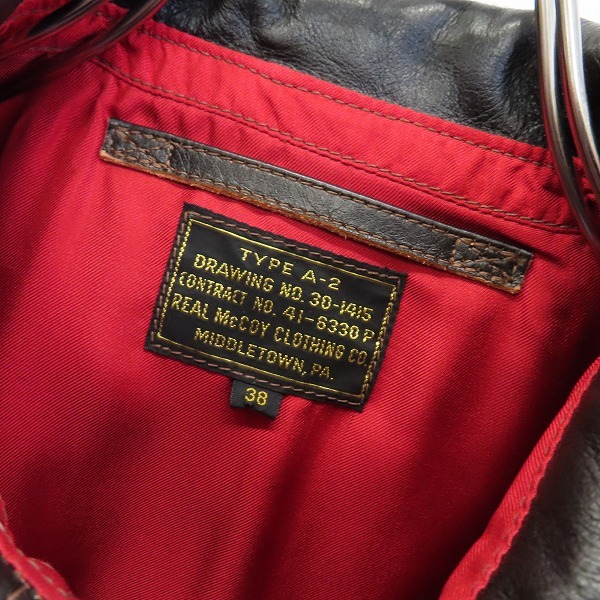 TYPE A-2
DRAWING NO. 30-1415
CONTRACT NO. 41-6330 P
REAL McCOY CLOTHING CO.
MIDDLETOWN, PA.
38